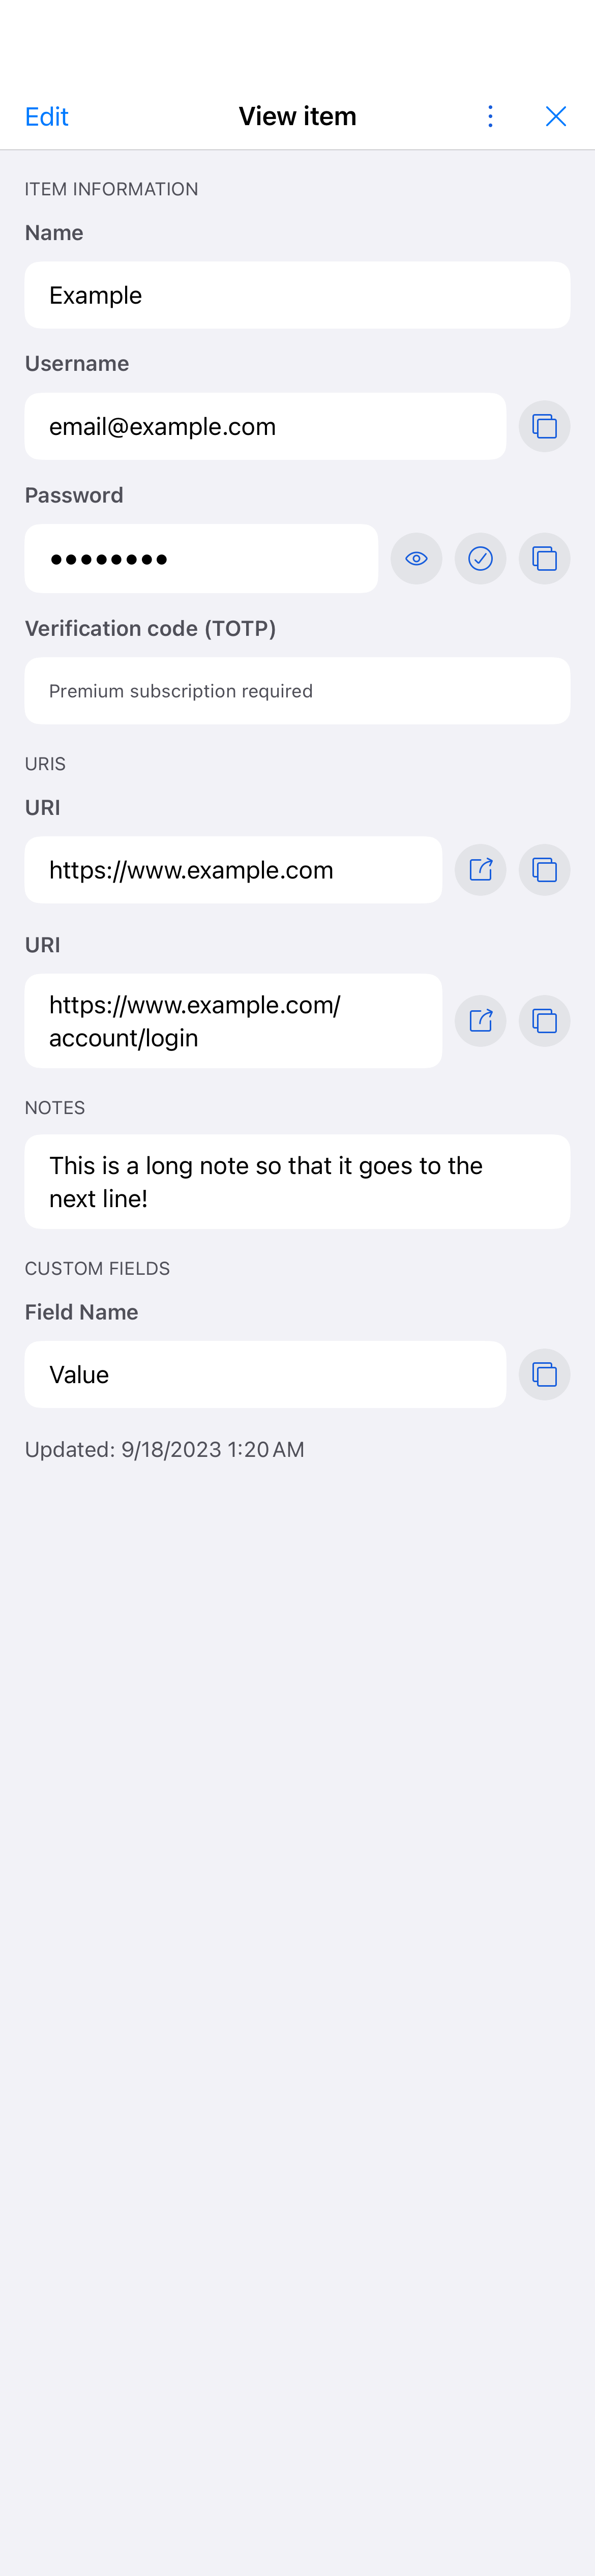 Edit
View item
ITEM INFORMATION
Name
Example
Username
email@example.com
Password
●●●●●●●●
Verification code (TOTP)
Premium subscription required
URIS
URI
https://www.example.com
URI
https://www.example.com/
account/login
NOTES
This is a long note so that it goes to the
next line!
CUSTOM FIELDS
Field Name
Value
Updated: 9/18/2023 1:20 AM